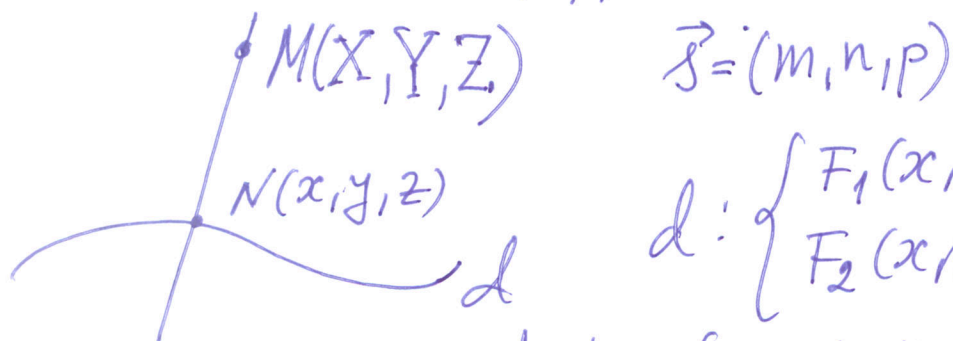 M(X,Y,Z)
s⃗=(m,n,p)
N(x,y,z)
d
d: {
F₁(x,
F₂(x,